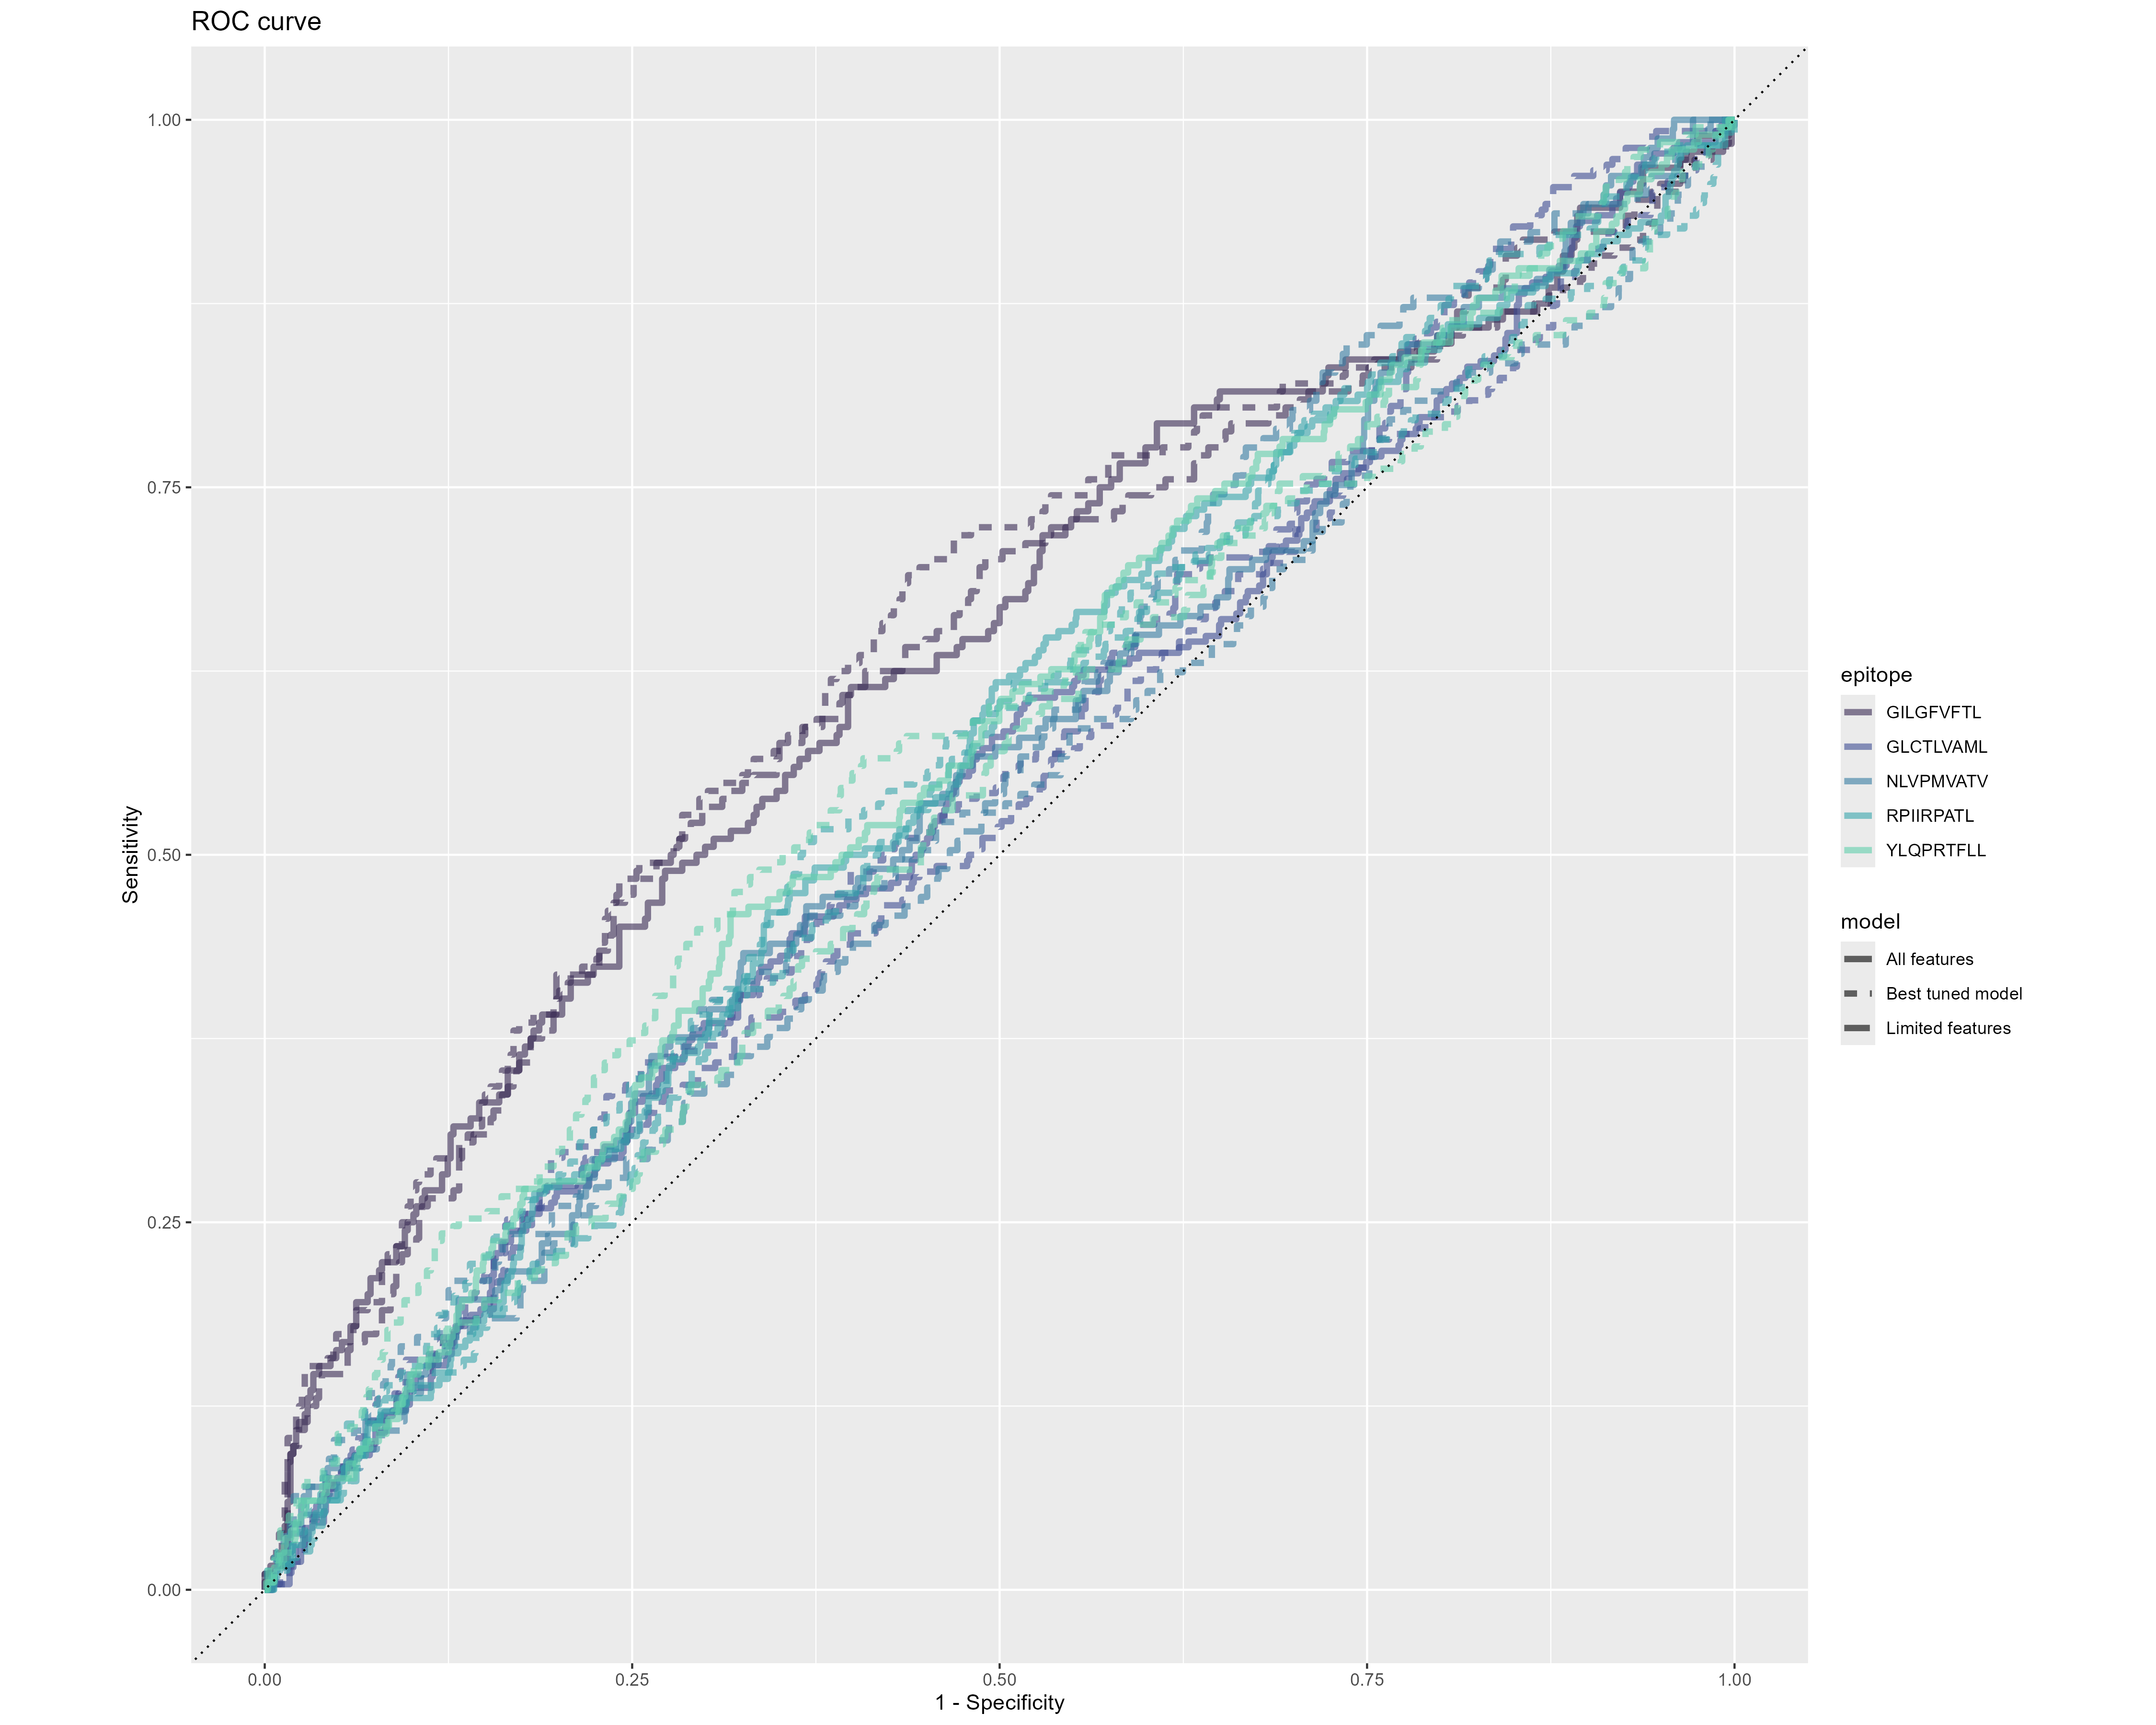 ROC curve
1.00
0.75
0.50
0.25
0.00
Sensitivity
0.00
0.25
0.50
0.75
1.00
1 - Specificity
epitope
GILGFVFTL
GLCTLVAML
NLVPMVATV
RPIIRPATL
YLQPRTFLL
model
All features
Best tuned model
Limited features